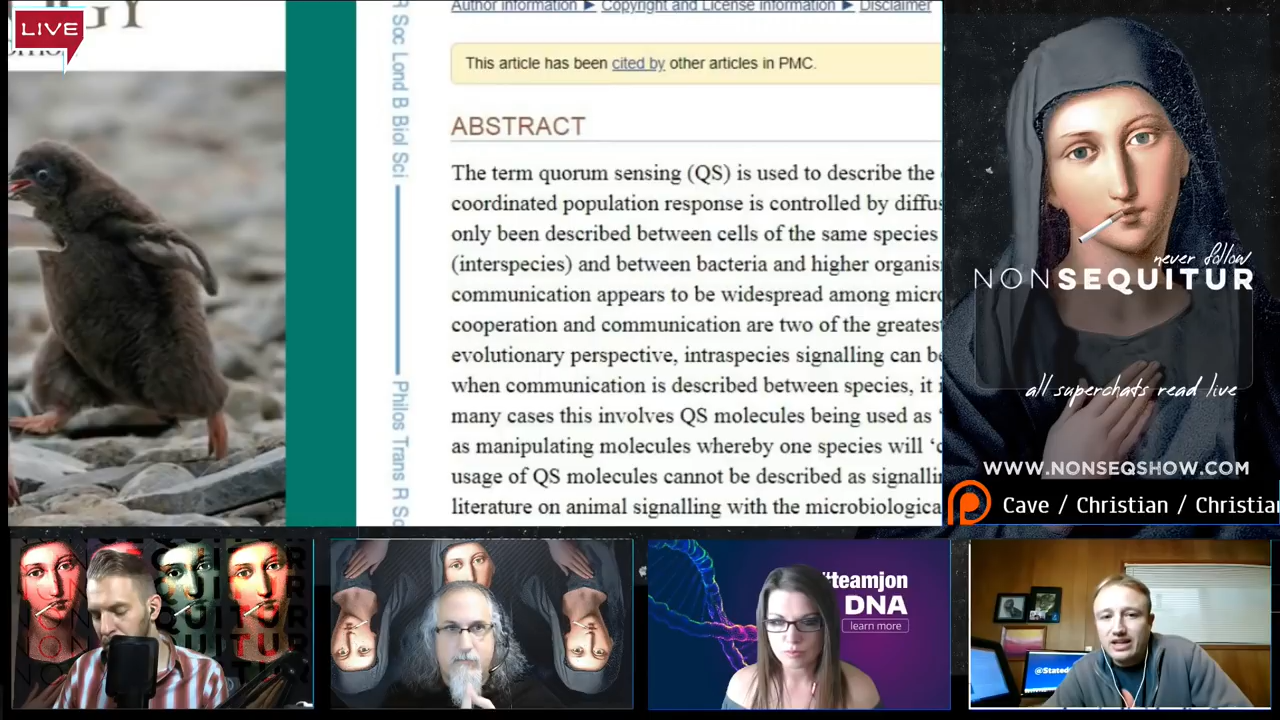 LIVE
Author information ► Copyright and License information ► Disclaimer
This article has been cited by other articles in PMC.
ABSTRACT
The term quorum sensing (QS) is used to describe the
coordinated population response is controlled by diffus
only been described between cells of the same species
(interspecies) and between bacteria and higher organis
communication appears to be widespread among micro
cooperation and communication are two of the greatest
evolutionary perspective, intraspecies signalling can be
when communication is described between species, it i
many cases this involves QS molecules being used as ‘
as manipulating molecules whereby one species will ‘c
usage of QS molecules cannot be described as signallin
literature on animal signalling with the microbiologica
R Soc Lond B Biol Sci
Philos Trans R So
never follow
NONSEQUITUR
all superchats read live
WWW.NONSEQSHOW.COM
Cave / Christian / Christian
#teamjon
DNA
learn more
@Stated